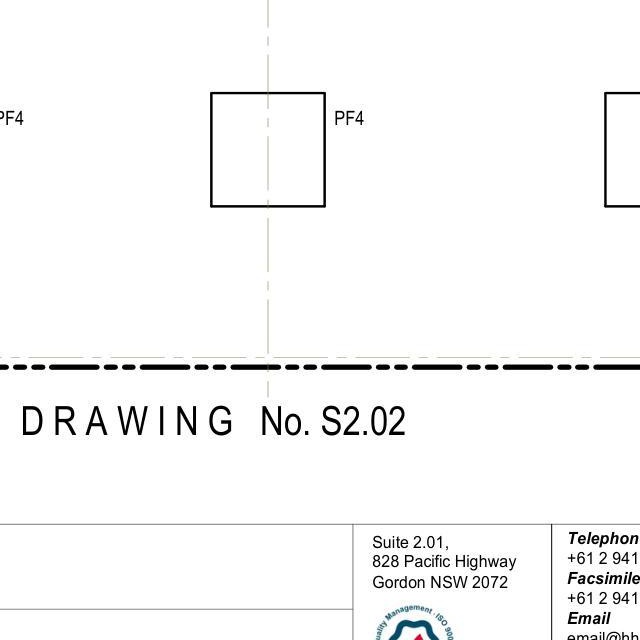 PF4
PF4
DRAWING No. S2.02
Suite 2.01,
828 Pacific Highway
Gordon NSW 2072
Telephon
+61 2 941
Facsimile
+61 2 941
Email
email@bh
Quality Management · ISO 900